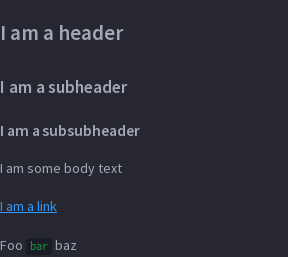 I am a header
I am a subheader
I am a subsubheader
I am some body text
I am a link
Foo bar baz